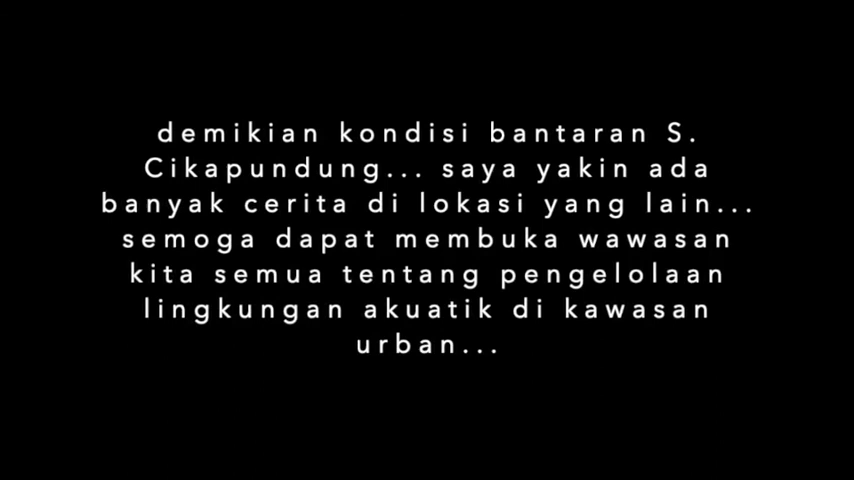 demikian kondisi bantaran S.
Cikapundung... saya yakin ada
banyak cerita di lokasi yang lain...
semoga dapat membuka wawasan
kita semua tentang pengelolaan
lingkungan akuatik di kawasan
urban...